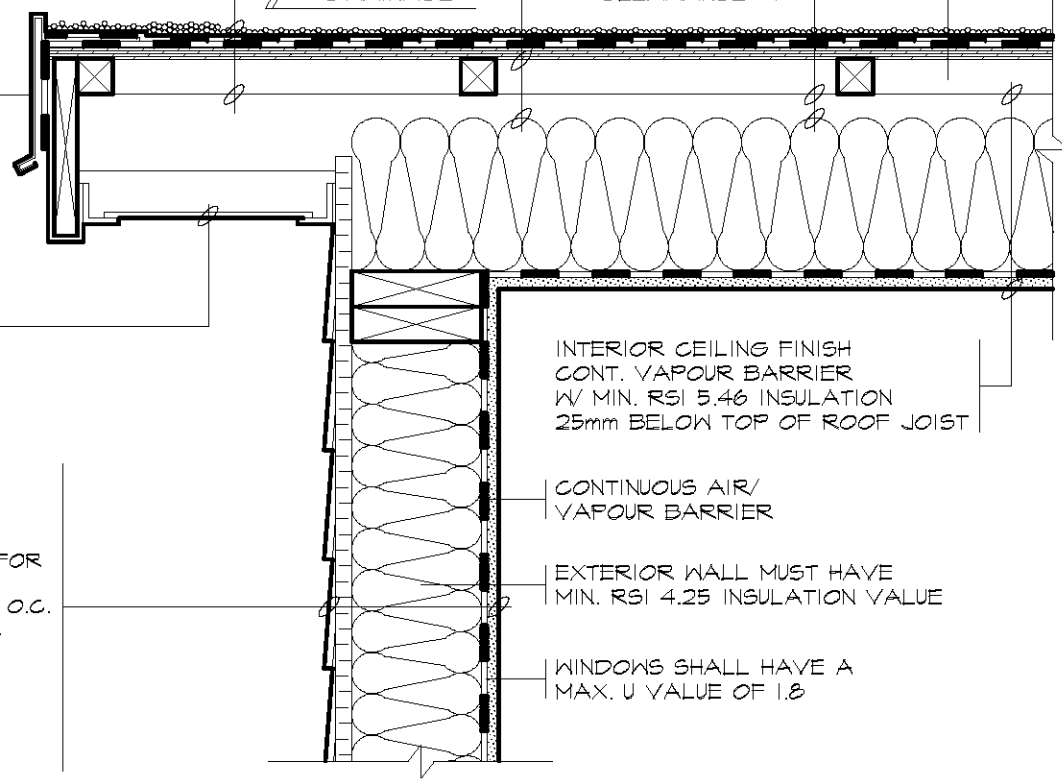 INTERIOR CEILING FINISH
CONT. VAPOUR BARRIER
W/ MIN. RSI 5.46 INSULATION
25mm BELOW TOP OF ROOF JOIST
CONTINUOUS AIR/
VAPOUR BARRIER
FOR
O.C.
EXTERIOR WALL MUST HAVE
MIN. RSI 4.25 INSULATION VALUE
WINDOWS SHALL HAVE A
MAX. U VALUE OF 1.8